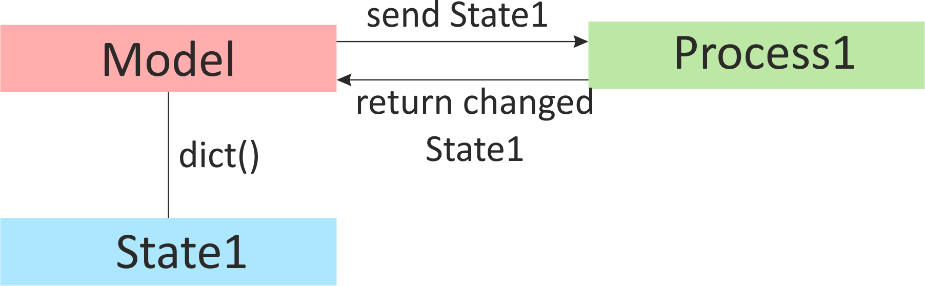 send State1
Model
Process1
return changed
State1
dict()
State1